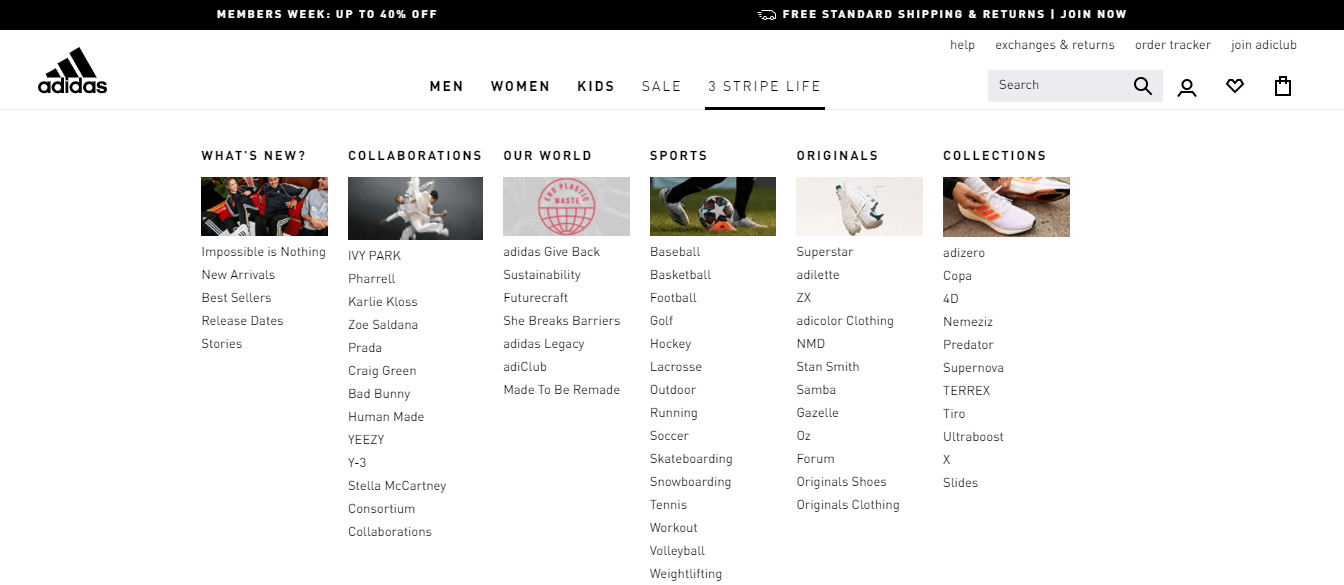 MEMBERS WEEK: UP TO 40% OFF
FREE STANDARD SHIPPING & RETURNS | JOIN NOW
help
exchanges & returns
order tracker
join adiclub
adidas
MEN
WOMEN
KIDS
SALE
3 STRIPE LIFE
Search
WHAT'S NEW?
Impossible is Nothing
New Arrivals
Best Sellers
Release Dates
Stories
COLLABORATIONS
IVY PARK
Pharrell
Karlie Kloss
Zoe Saldana
Prada
Craig Green
Bad Bunny
Human Made
YEEZY
Y-3
Stella McCartney
Consortium
Collaborations
OUR WORLD
END PLASTIC
WASTE
adidas Give Back
Sustainability
Futurecraft
She Breaks Barriers
adidas Legacy
adiClub
Made To Be Remade
SPORTS
Baseball
Basketball
Football
Golf
Hockey
Lacrosse
Outdoor
Running
Soccer
Skateboarding
Snowboarding
Tennis
Workout
Volleyball
Weightlifting
ORIGINALS
Superstar
adilette
ZX
adicolor Clothing
NMD
Stan Smith
Samba
Gazelle
Oz
Forum
Originals Shoes
Originals Clothing
COLLECTIONS
adizero
Copa
4D
Nemeziz
Predator
Supernova
TERREX
Tiro
Ultraboost
X
Slides